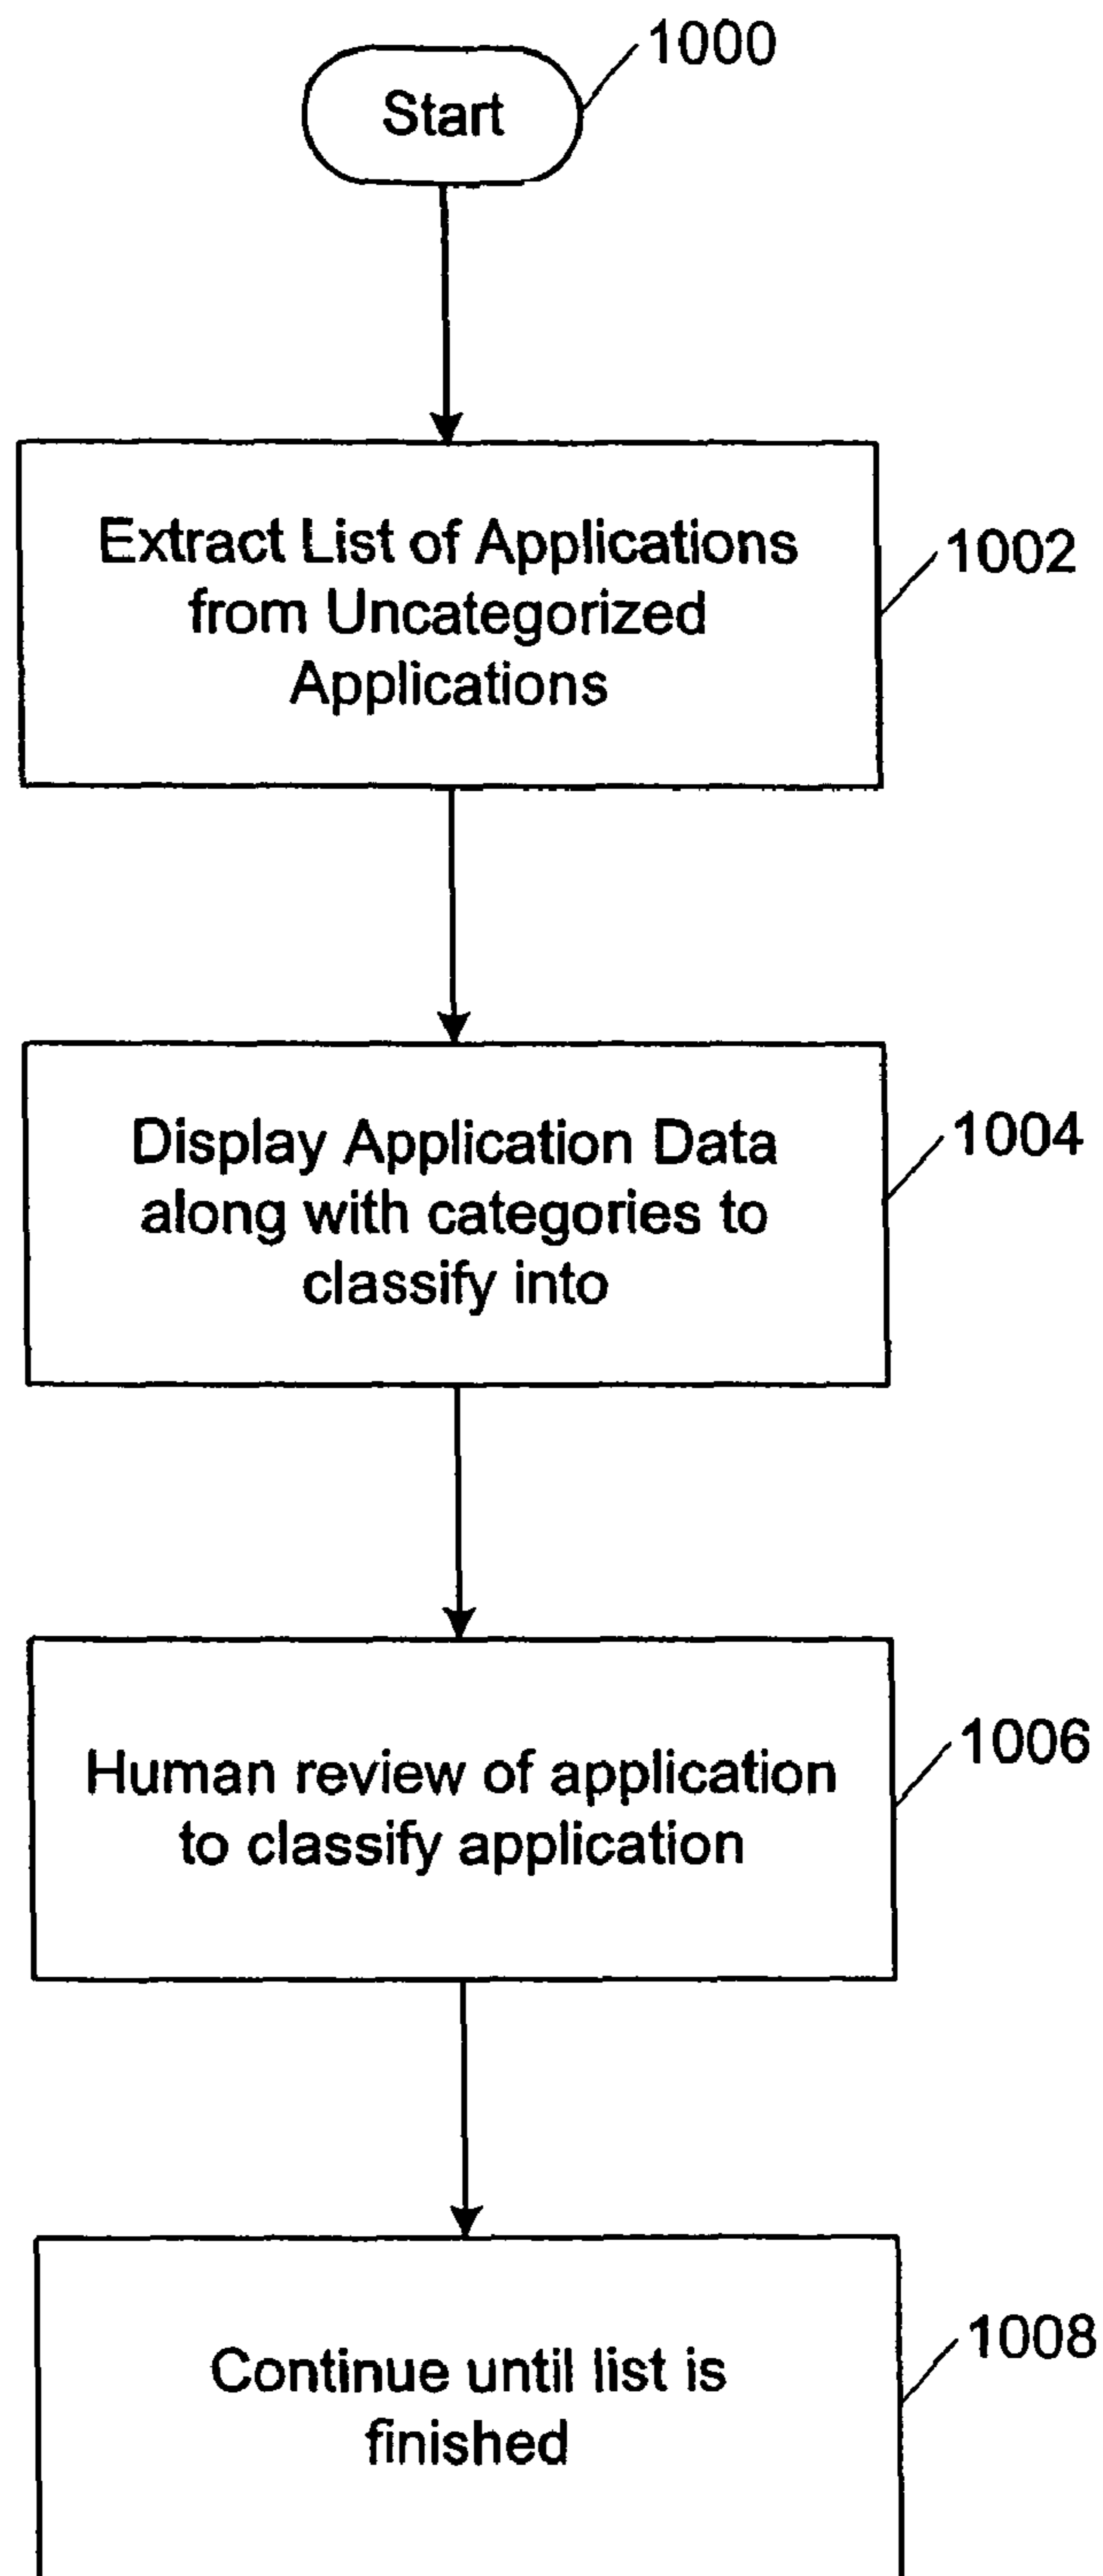 1000
Start
Extract List of Applications
from Uncategorized
Applications
1002
Display Application Data
along with categories to
classify into
1004
Human review of application
to classify application
1006
Continue until list is
finished
1008